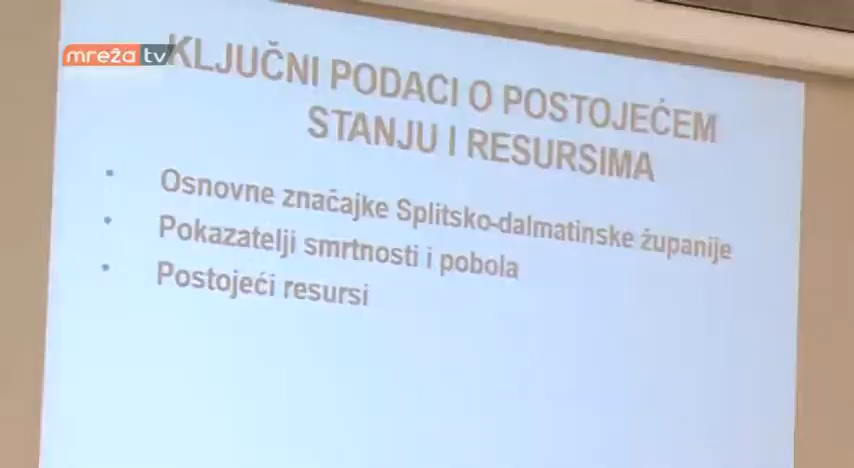 mreža tv
KLJUČNI PODACI O POSTOJEĆEM
STANJU I RESURSIMA
• Osnovne značajke Splitsko-dalmatinske županije
• Pokazatelji smrtnosti i pobola
• Postojeći resursi